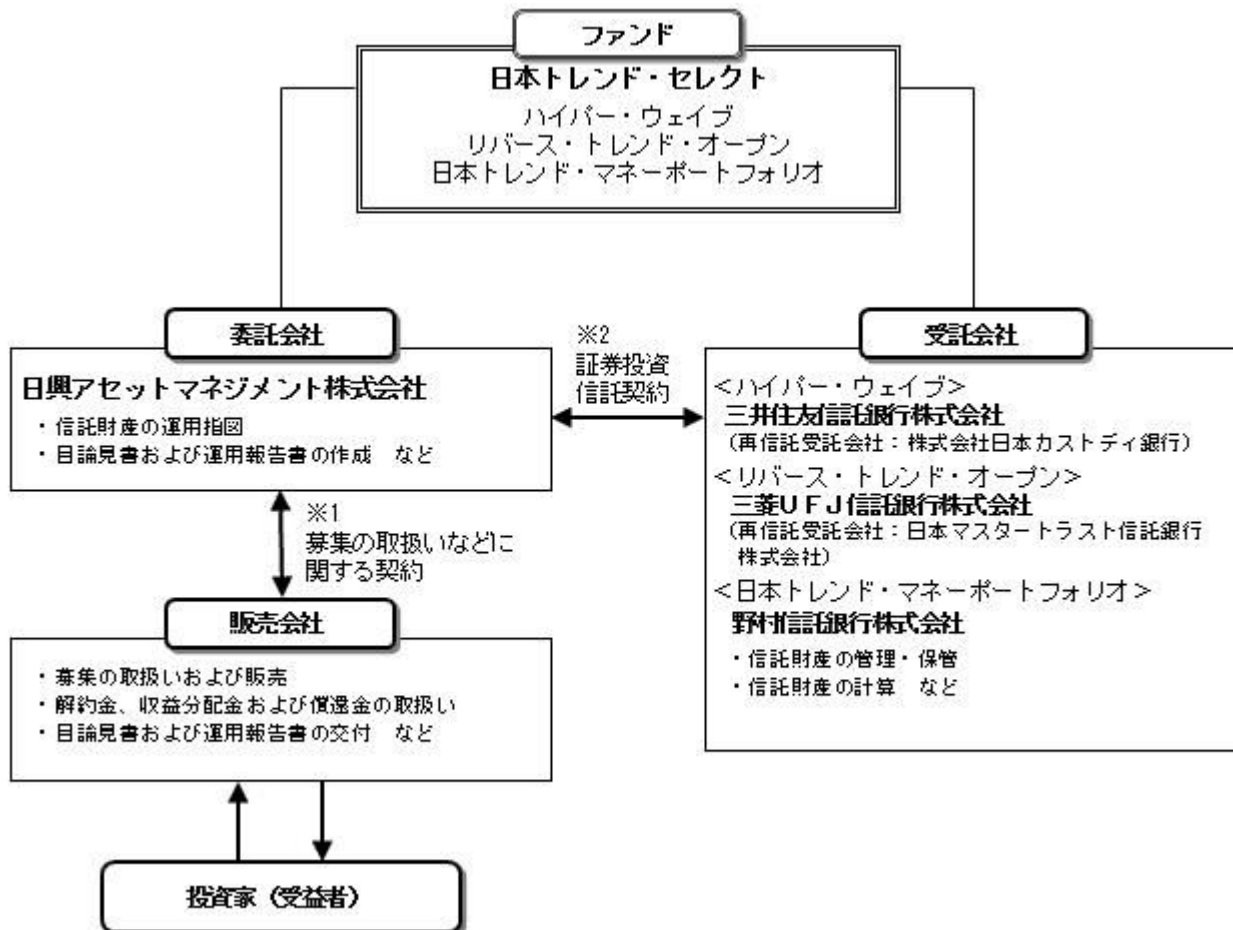 ファンド
日本トレンド・セレクト
ハイパー・ウェイブ
リバース・トレンド・オープン
日本トレンド・マネーポートフォリオ
委託会社
日興アセットマネジメント株式会社
・信託財産の運用指図
・目論見書および運用報告書の作成 など
※2
証券投資
信託契約
受託会社
＜ハイパー・ウェイブ＞
三井住友信託銀行株式会社
（再信託受託会社：株式会社日本カストディ銀行）
＜リバース・トレンド・オープン＞
三菱ＵＦＪ信託銀行株式会社
（再信託受託会社：日本マスタートラスト信託銀行
株式会社）
＜日本トレンド・マネーポートフォリオ＞
野村信託銀行株式会社
・信託財産の管理・保管
・信託財産の計算 など
※1
募集の取扱いなどに
関する契約
販売会社
・募集の取扱いおよび販売
・解約金、収益分配金および償還金の取扱い
・目論見書および運用報告書の交付 など
投資家（受益者）